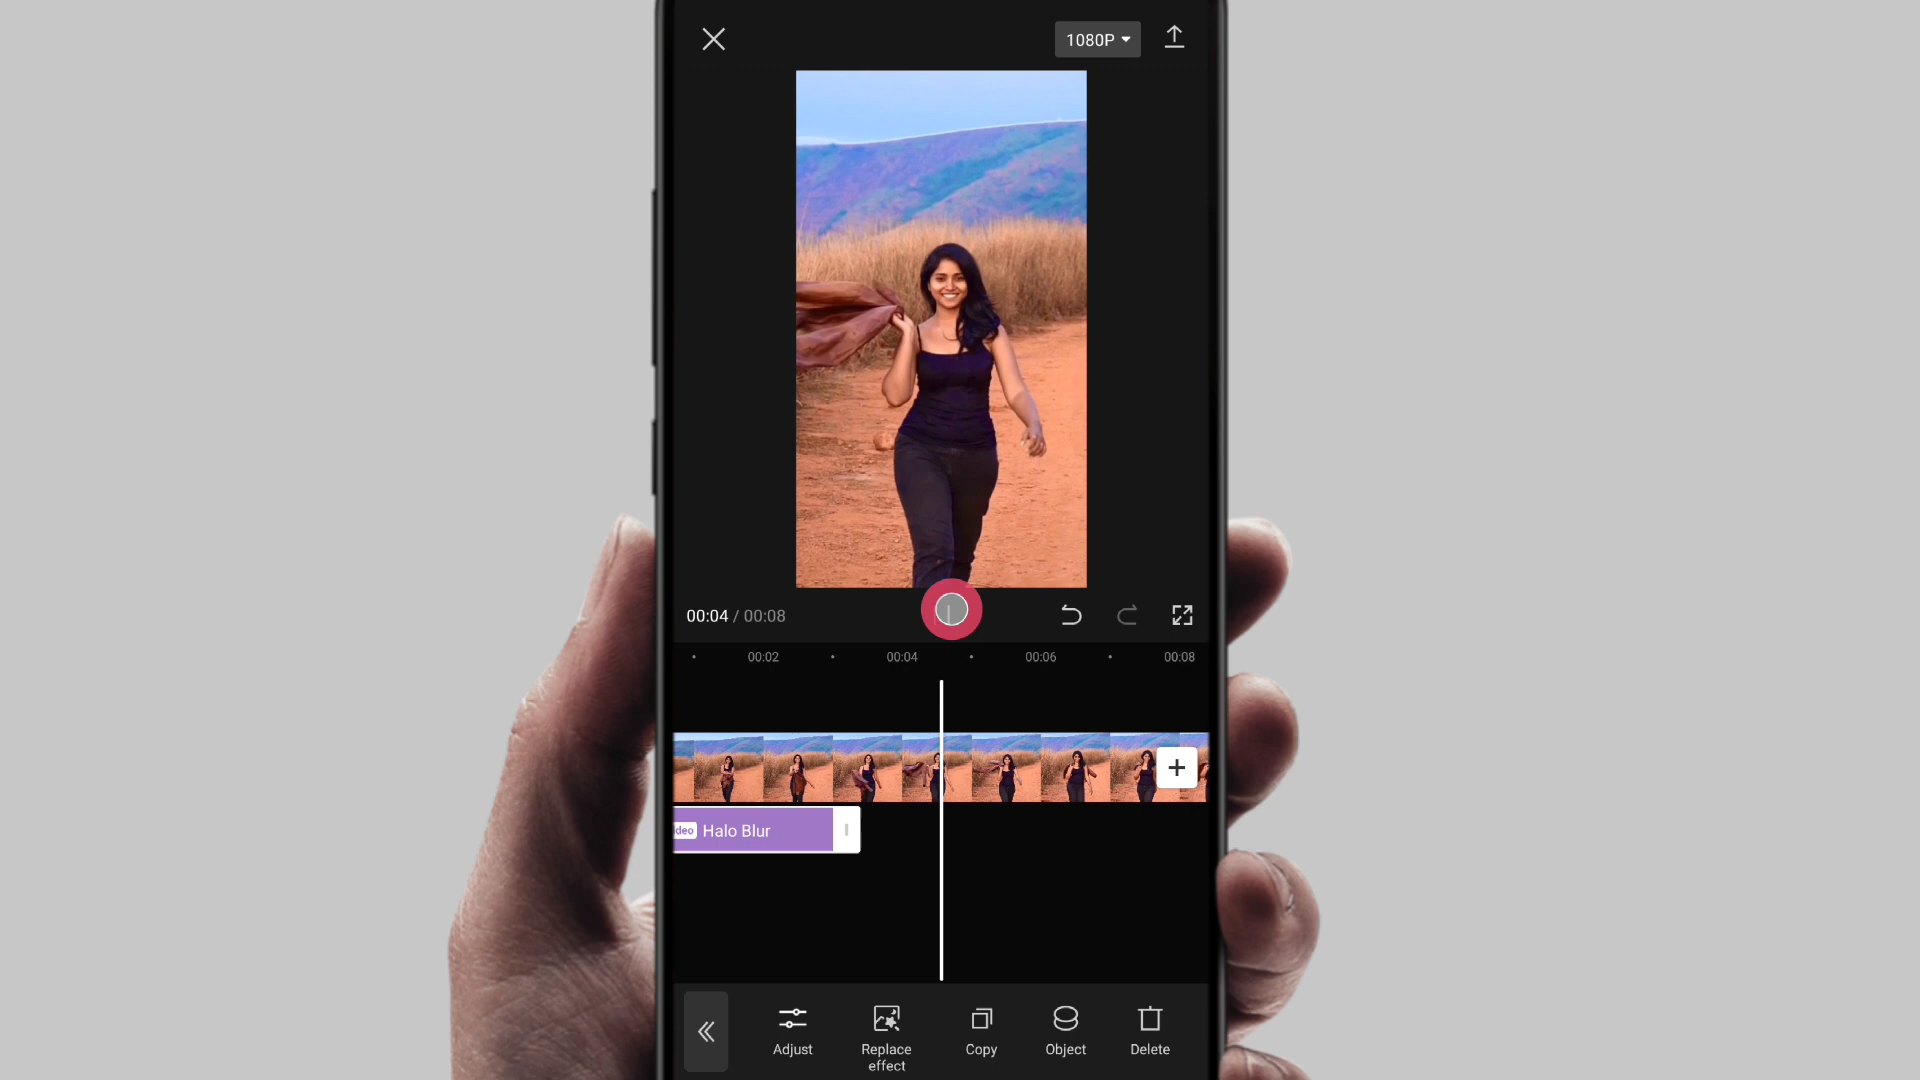 1080P
00:04 / 00:08
00:02 00:04 00:06 00:08
ideo Halo Blur
Adjust Replace effect Copy Object Delete